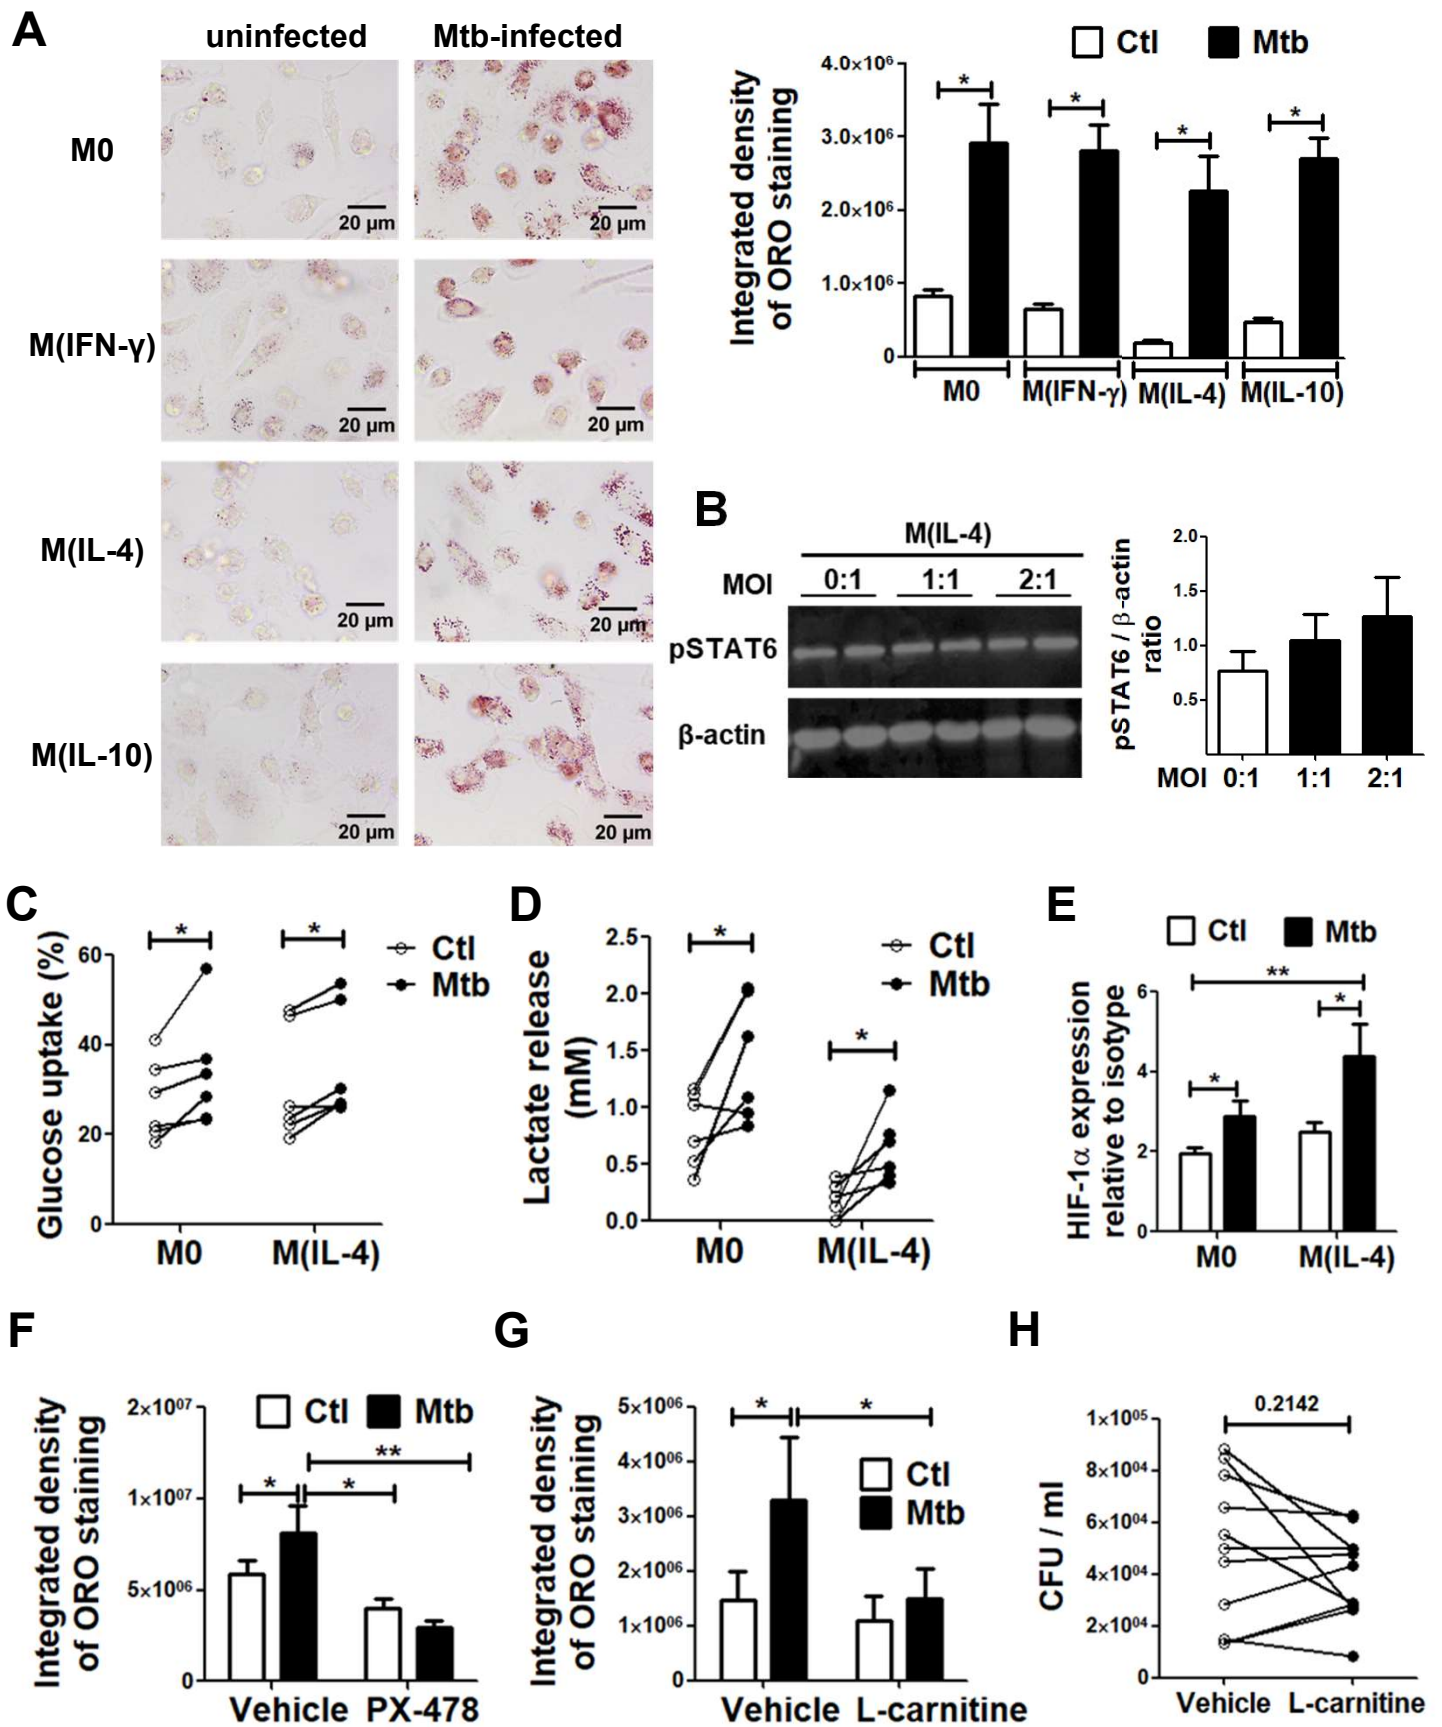 A
uninfected
Mtb-infected
M0
20 µm
20 µm
M(IFN-γ)
20 µm
20 µm
M(IL-4)
20 µm
20 µm
M(IL-10)
20 µm
20 µm
Ctl
Mtb
Integrated density
of ORO staining
4.0×10⁶
3.0×10⁶
2.0×10⁶
1.0×10⁶
0
*
*
*
*
M0
M(IFN-γ)
M(IL-4)
M(IL-10)
B
M(IL-4)
MOI
0:1
1:1
2:1
pSTAT6
β-actin
pSTAT6 / β-actin
ratio
2.0
1.5
1.0
0.5
MOI 0:1 1:1 2:1
C
Glucose uptake (%)
60
40
20
0
*
*
Ctl
Mtb
M0
M(IL-4)
D
Lactate release
(mM)
2.5
2.0
1.5
1.0
0.5
0.0
*
*
Ctl
Mtb
M0
M(IL-4)
E
Ctl
Mtb
HIF-1α expression
relative to isotype
6
4
2
0
**
*
*
M0
M(IL-4)
F
Integrated density
of ORO staining
2×10⁰⁷
1×10⁰⁷
5×10⁰⁶
0
Ctl
Mtb
**
*
*
Vehicle
PX-478
G
Integrated density
of ORO staining
5×10⁰⁶
4×10⁰⁶
3×10⁰⁶
2×10⁰⁶
1×10⁰⁶
0
*
*
Ctl
Mtb
Vehicle
L-carnitine
H
CFU / ml
1×10⁰⁵
8×10⁰⁴
6×10⁰⁴
4×10⁰⁴
2×10⁰⁴
0
0.2142
Vehicle
L-carnitine